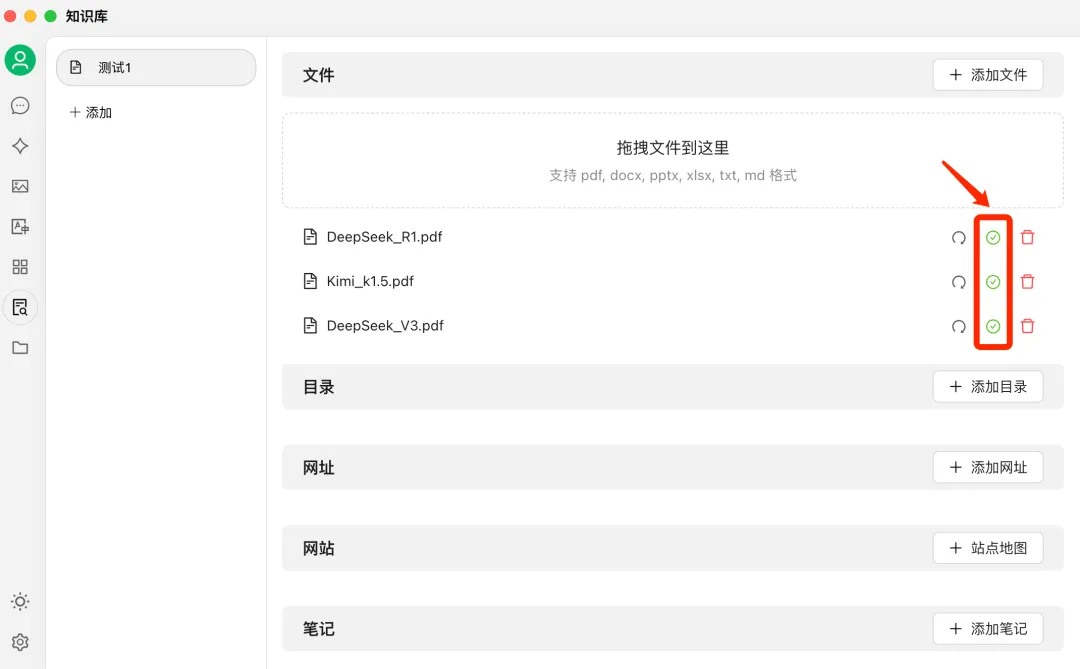 知识库
测试1
添加
文件
添加文件
拖拽文件到这里
支持 pdf, docx, pptx, xlsx, txt, md 格式
DeepSeek_R1.pdf
Kimi_k1.5.pdf
DeepSeek_V3.pdf
目录
添加目录
网址
添加网址
网站
站点地图
笔记
添加笔记